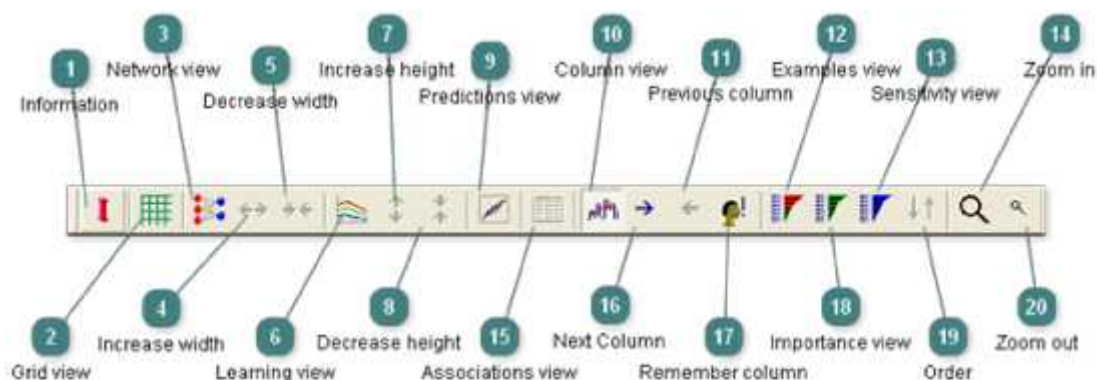 1
Information
3
Network view
5
Decrease width
7
Increase height
9
Predictions view
10
Column view
11
Previous column
12
Examples view
13
Sensitivity view
14
Zoom in
2
Grid view
4
Increase width
6
Learning view
8
Decrease height
15
Associations view
16
Next Column
17
Remember column
18
Importance view
19
Order
20
Zoom out